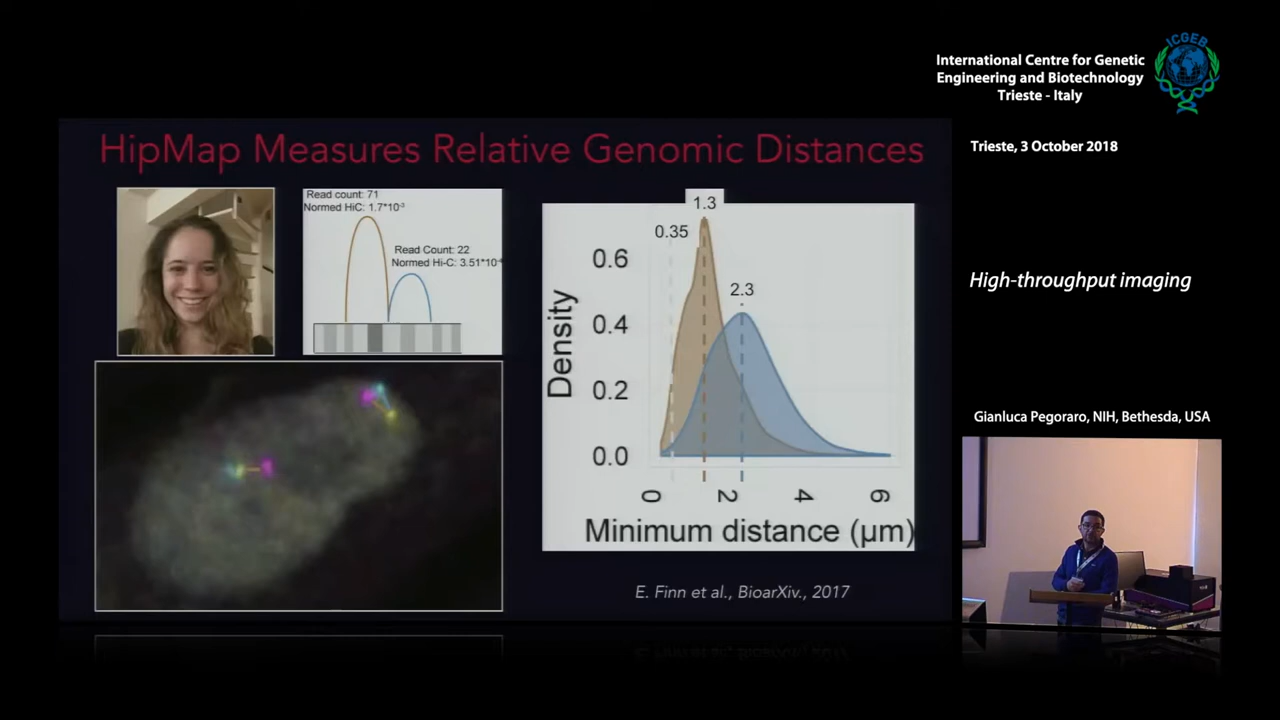 ICGEB
International Centre for Genetic
Engineering and Biotechnology
Trieste - Italy
Trieste, 3 October 2018
High-throughput imaging
Gianluca Pegoraro, NIH, Bethesda, USA
HipMap Measures Relative Genomic Distances
Read count: 71
Normed HiC: 1.7*10⁻³
Read Count: 22
Normed Hi-C: 3.51*10
1.3
0.35
2.3
0.6
0.4
0.2
0.0
Density
0 2 4 6
Minimum distance (µm)
E. Finn et al., BioarXiv., 2017